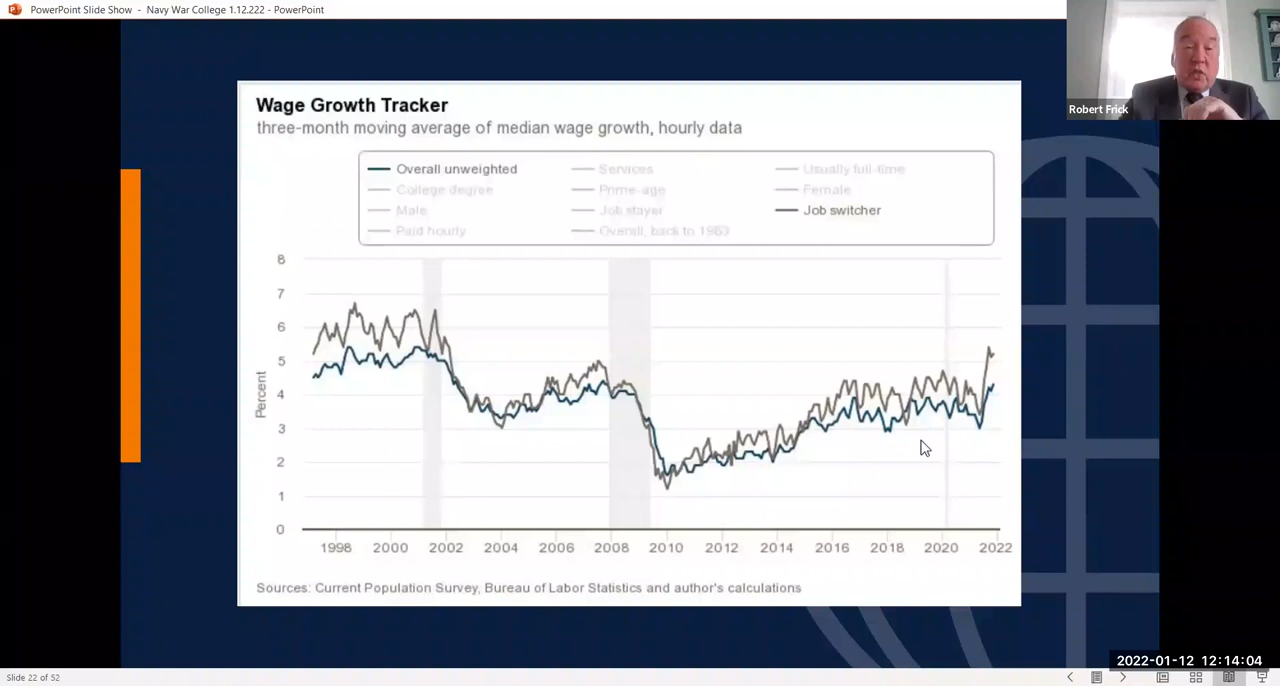 PowerPoint Slide Show - Navy War College 1.12.222 - PowerPoint
Robert Frick
Wage Growth Tracker
three-month moving average of median wage growth, hourly data
Overall unweighted Services Usually full-time
College degree Prime-age Female
Male Job stayer Job switcher
Paid hourly Overall, back to 1983
8
7
6
5
4
3
2
1
0
Percent
1998 2000 2002 2004 2006 2008 2010 2012 2014 2016 2018 2020 2022
Sources: Current Population Survey, Bureau of Labor Statistics and author's calculations
2022-01-12 12:14:04
Slide 22 of 52